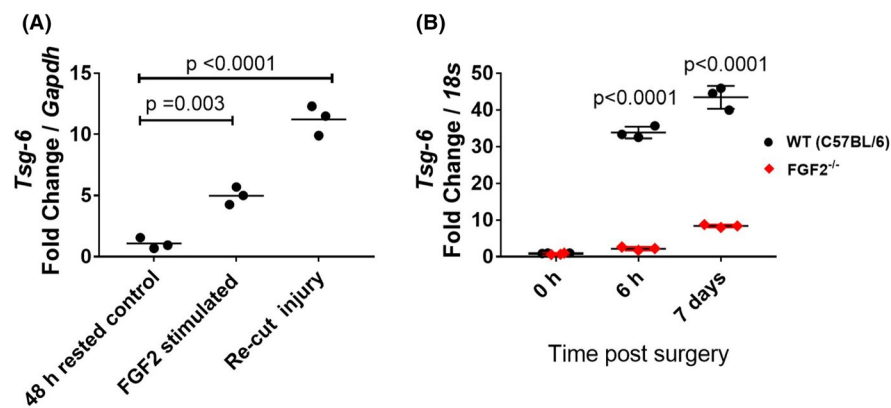 (A)
p <0.0001
p =0.003
15
10
5
0
Tsg-6
Fold Change / Gapdh
48 h rested control
FGF2 stimulated
Re-cut injury
(B)
p<0.0001
p<0.0001
50
40
30
20
10
0
Tsg-6
Fold Change / 18s
0 h
6 h
7 days
Time post surgery
WT (C57BL/6)
FGF2-/-